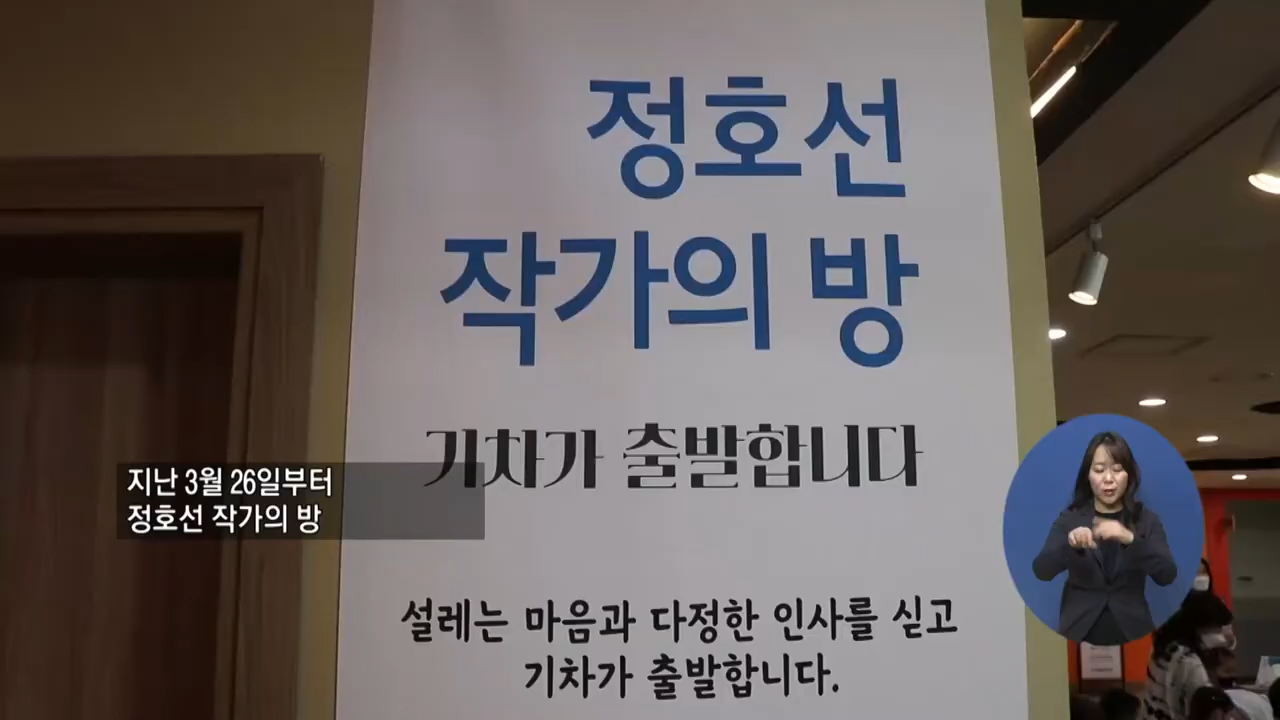 정호선
작가의 방
기차가 출발합니다
지난 3월 26일부터
정호선 작가의 방
설레는 마음과 다정한 인사를 싣고
기차가 출발합니다.